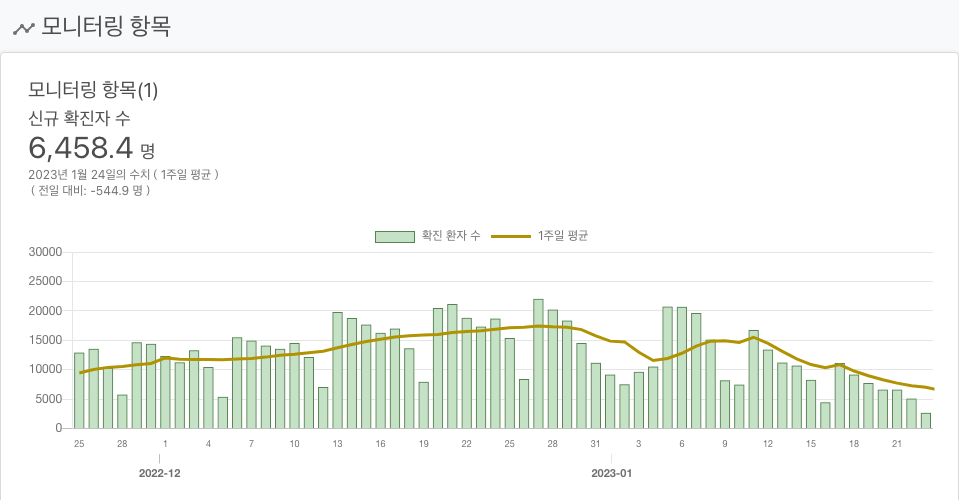 모니터링 항목
모니터링 항목(1)
신규 확진자 수
6,458.4 명
2023년 1월 24일의 수치 ( 1주일 평균 )
( 전일 대비: -544.9 명 )
확진 환자 수 1주일 평균
30000
25000
20000
15000
10000
5000
0
25 28 1 4 7 10 13 16 19 22 25 28 31 3 6 9 12 15 18 21
2022-12 2023-01